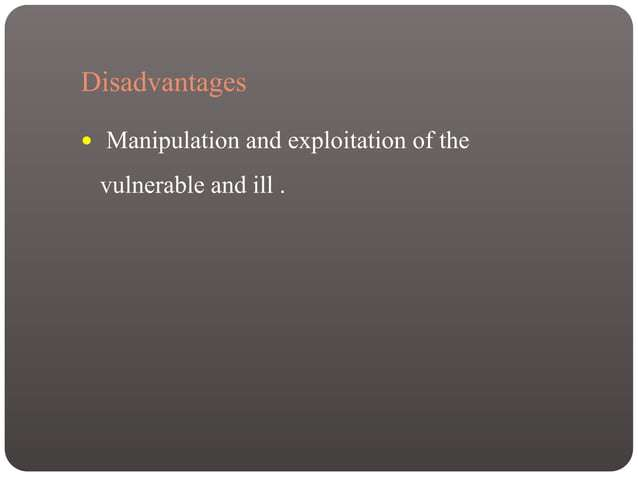 Disadvantages
Manipulation and exploitation of the
vulnerable and ill .